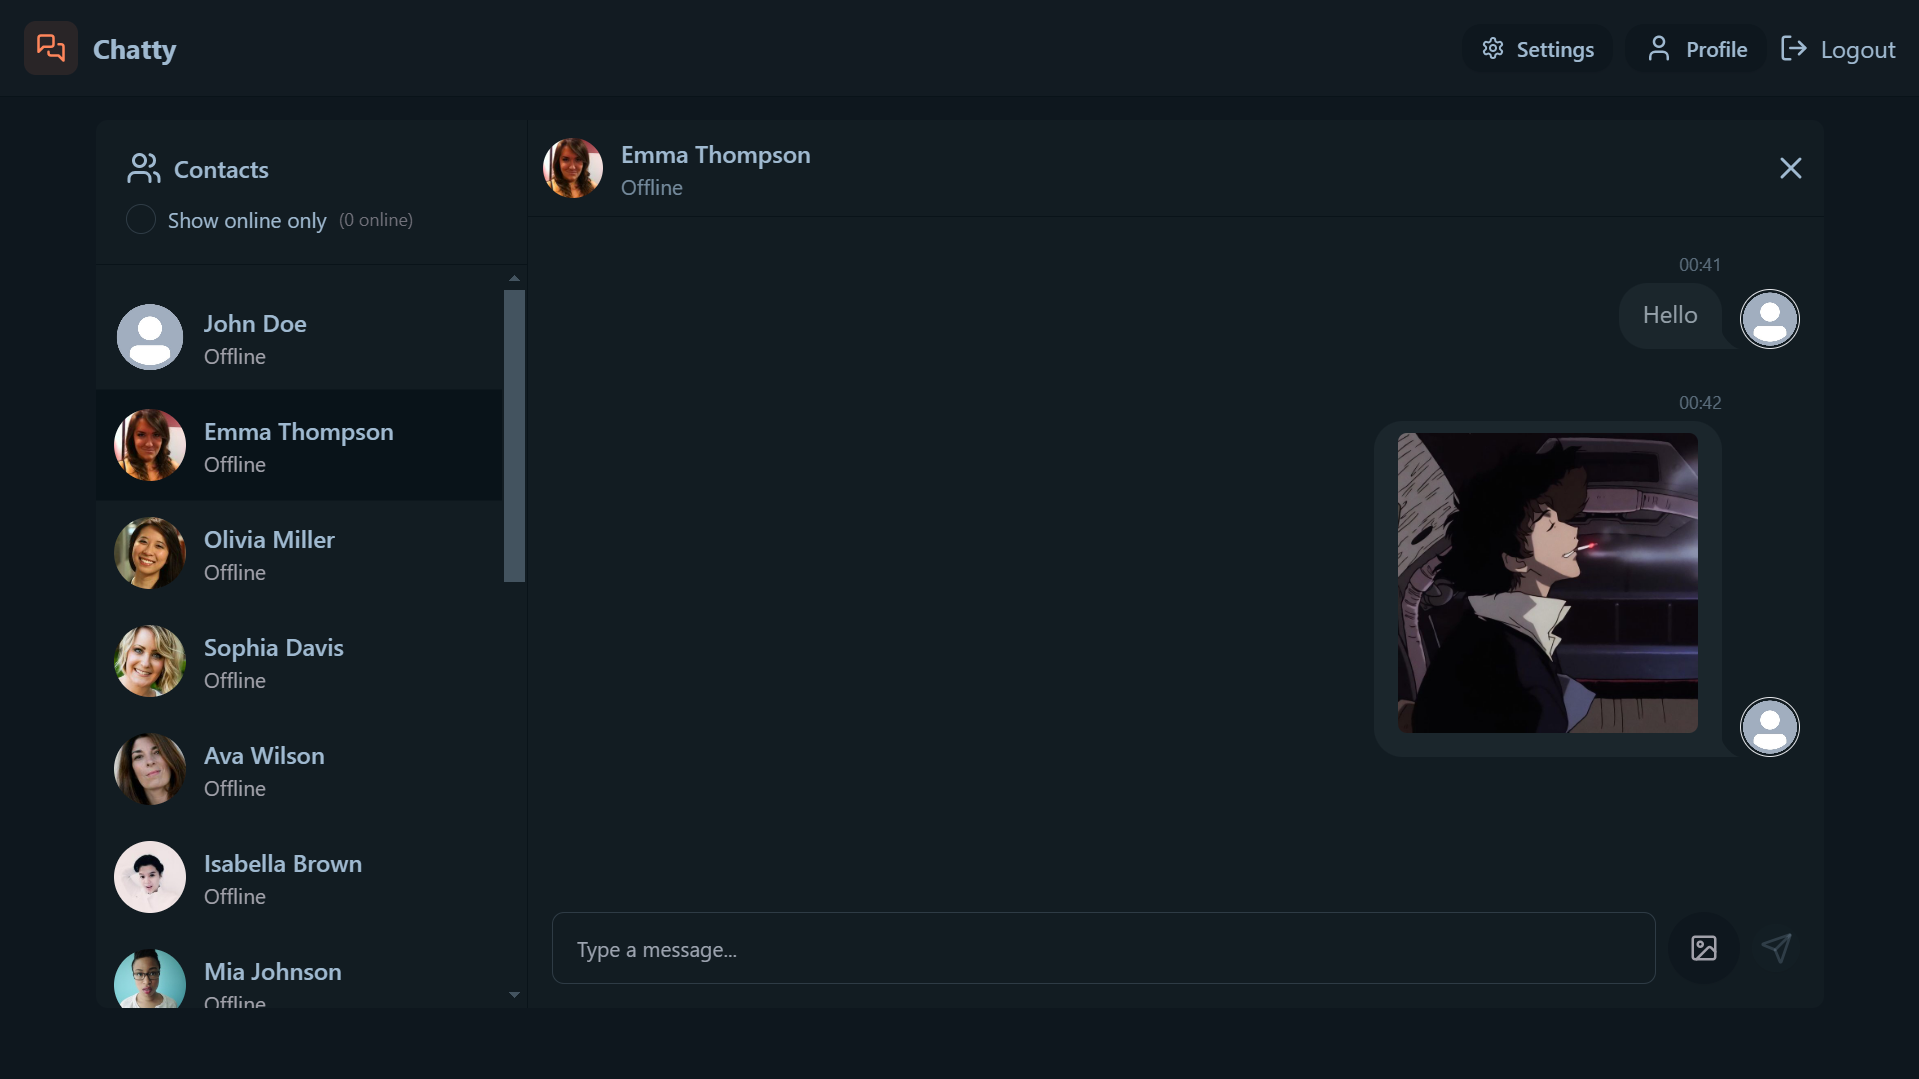 Chatty
Settings
Profile
Logout
Contacts
Show online only (0 online)
John Doe
Offline
Emma Thompson
Offline
Olivia Miller
Offline
Sophia Davis
Offline
Ava Wilson
Offline
Isabella Brown
Offline
Mia Johnson
Offline
Emma Thompson
Offline
00:41
Hello
00:42
Type a message...